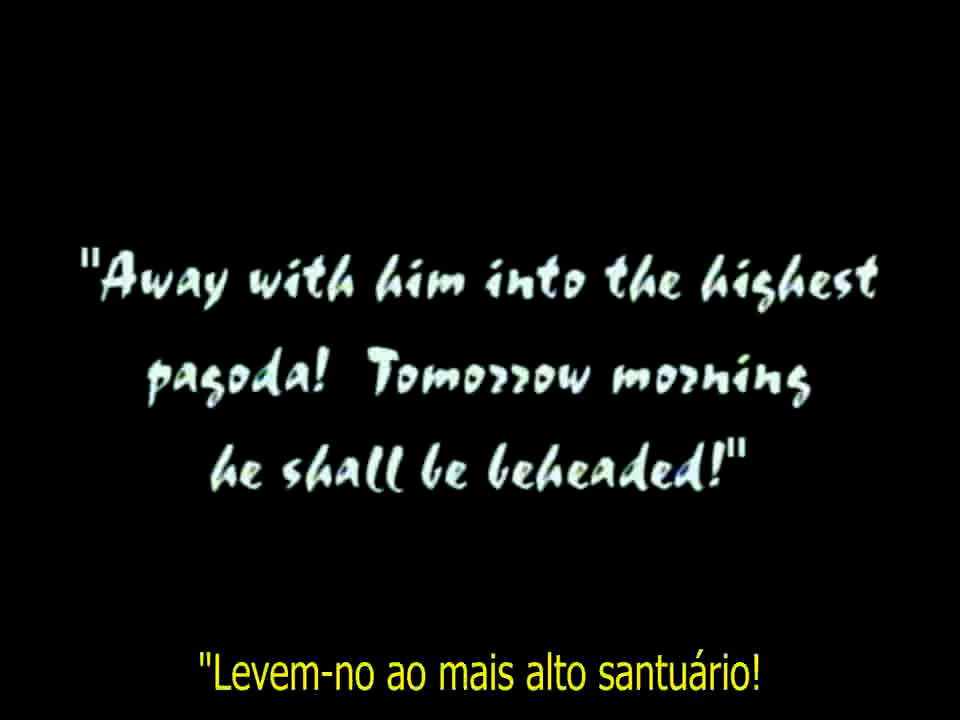 "Away with him into the highest
pagoda! Tomorrow morning
he shall be beheaded!"
"Levem-no ao mais alto santuário!